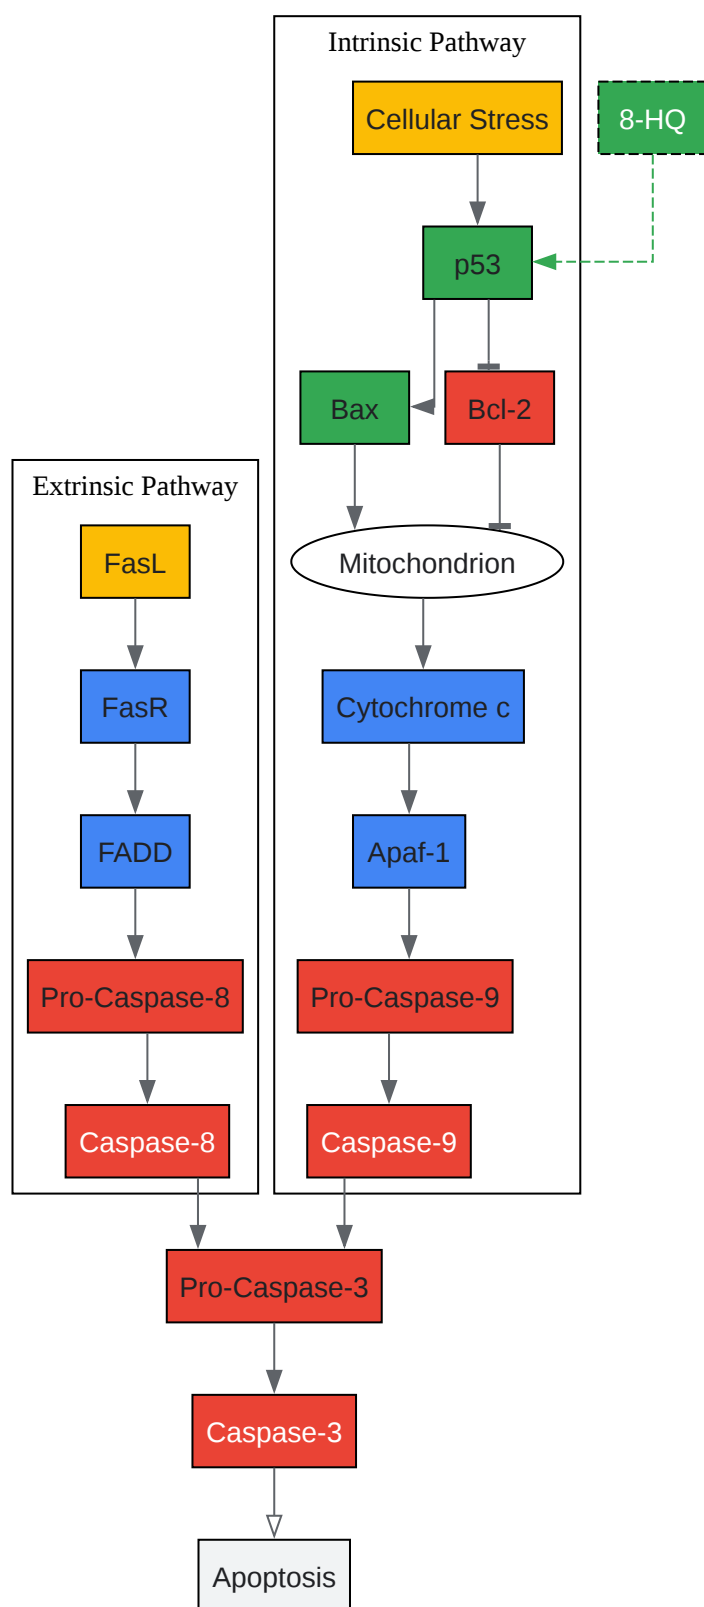 Intrinsic Pathway
Cellular Stress
8-HQ
p53
Bax
Bcl-2
Extrinsic Pathway
FasL
Mitochondrion
FasR
Cytochrome c
FADD
Apaf-1
Pro-Caspase-8
Pro-Caspase-9
Caspase-8
Caspase-9
Pro-Caspase-3
Caspase-3
Apoptosis